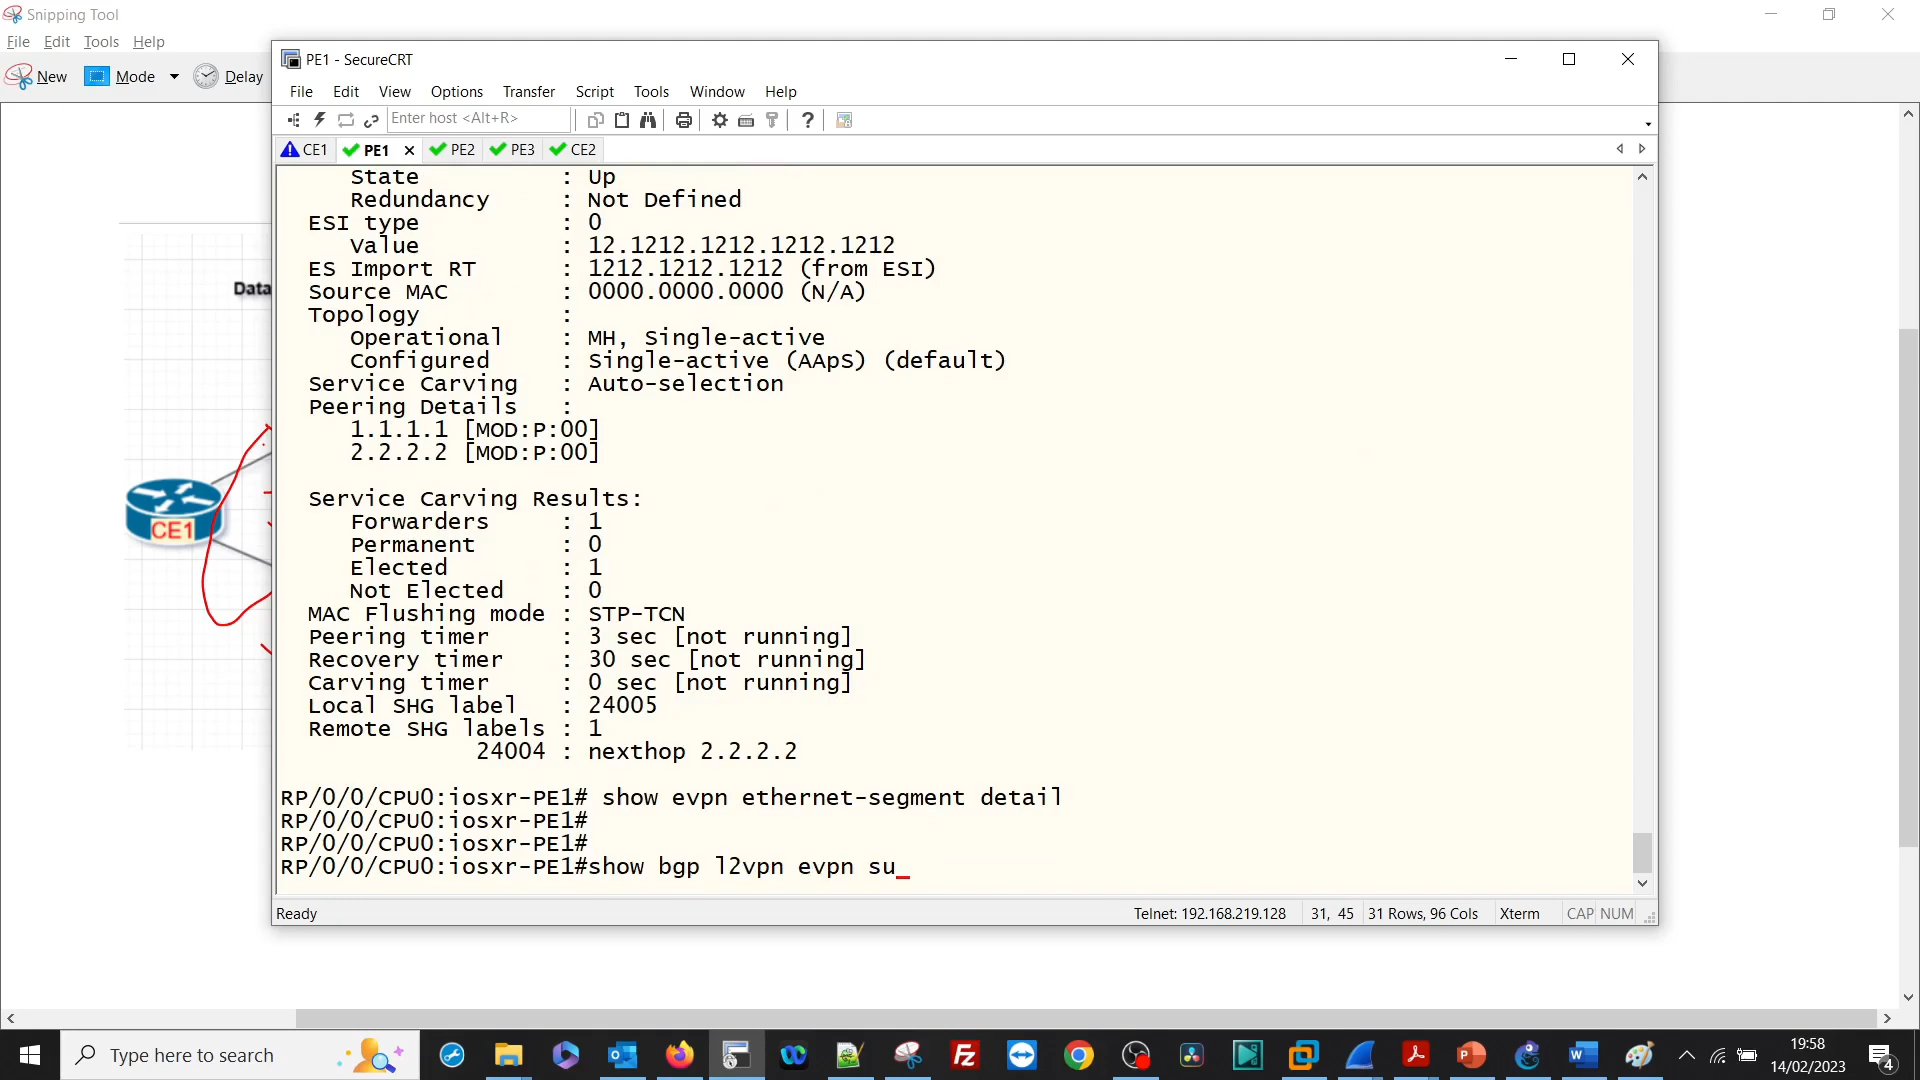 Snipping Tool
File Edit Tools Help
New Mode Delay
PE1 - SecureCRT
File Edit View Options Transfer Script Tools Window Help
Enter host <Alt+R>
CE1 PE1 PE2 PE3 CE2
State : Up
Redundancy : Not Defined
ESI type : 0
Value : 12.1212.1212.1212.1212
ES Import RT : 1212.1212.1212 (from ESI)
Source MAC : 0000.0000.0000 (N/A)
Topology :
Operational : MH, Single-active
Configured : Single-active (AApS) (default)
Service Carving : Auto-selection
Peering Details :
1.1.1.1 [MOD:P:00]
2.2.2.2 [MOD:P:00]
Service Carving Results:
Forwarders : 1
Permanent : 0
Elected : 1
Not Elected : 0
MAC Flushing mode : STP-TCN
Peering timer : 3 sec [not running]
Recovery timer : 30 sec [not running]
Carving timer : 0 sec [not running]
Local SHG label : 24005
Remote SHG labels : 1
24004 : nexthop 2.2.2.2
RP/0/0/CPU0:iosxr-PE1# show evpn ethernet-segment detail
RP/0/0/CPU0:iosxr-PE1#
RP/0/0/CPU0:iosxr-PE1#
RP/0/0/CPU0:iosxr-PE1#show bgp l2vpn evpn su_
Ready Telnet: 192.168.219.128 31, 45 31 Rows, 96 Cols Xterm CAP NUM
Data
CE1
Type here to search
19:58
14/02/2023
4